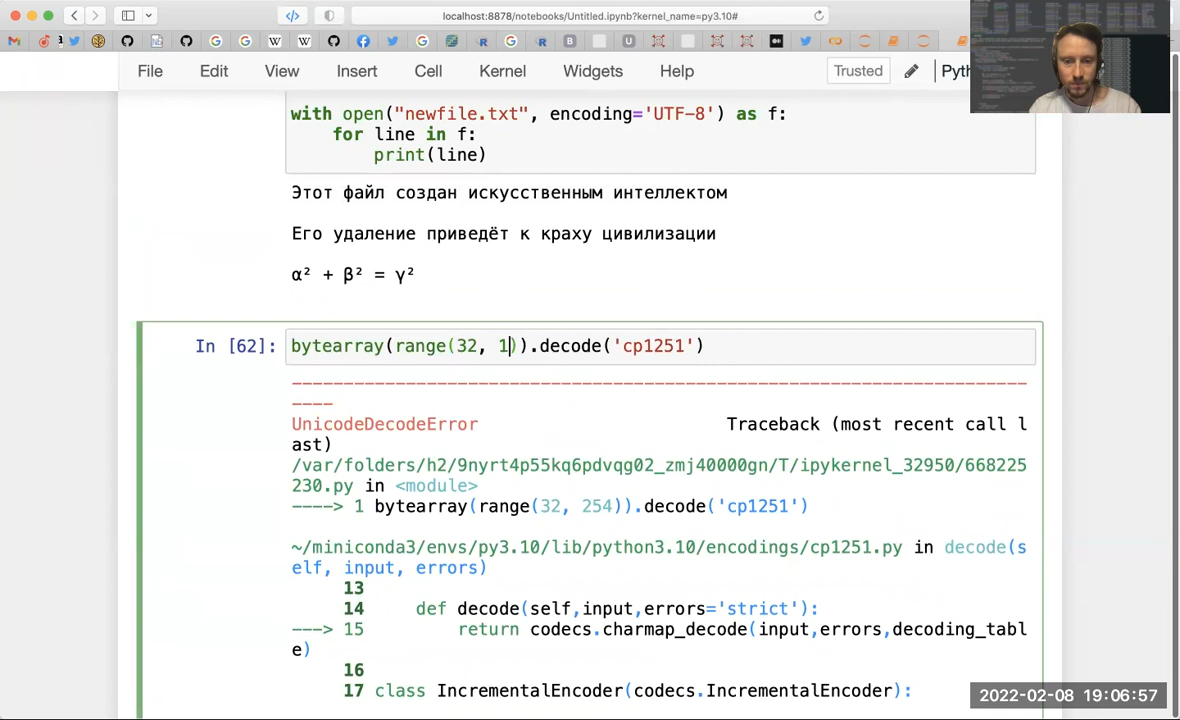 localhost:8878/notebooks/Untitled.ipynb?kernel_name=py3.10#
File Edit View Insert Cell Kernel Widgets Help Trusted
with open("newfile.txt", encoding='UTF-8') as f:
for line in f:
print(line)
Этот файл создан искусственным интеллектом
Его удаление приведёт к краху цивилизации
α² + β² = γ²
In [62]: bytearray(range(32, 1)).decode('cp1251')
---------------------------------------------------------------------------
UnicodeDecodeError Traceback (most recent call l
ast)
/var/folders/h2/9nyrt4p55kq6pdvqg02_zmj40000gn/T/ipykernel_32950/668225
230.py in <module>
----> 1 bytearray(range(32, 254)).decode('cp1251')
~/miniconda3/envs/py3.10/lib/python3.10/encodings/cp1251.py in decode(s
elf, input, errors)
13
14 def decode(self,input,errors='strict'):
---> 15 return codecs.charmap_decode(input,errors,decoding_tabl
e)
16
17 class IncrementalEncoder(codecs.IncrementalEncoder):
2022-02-08 19:06:57